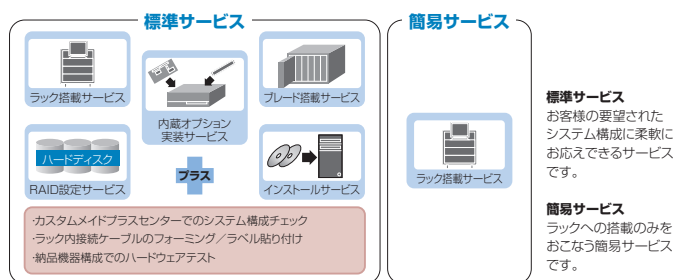 標準サービス
ラック搭載サービス
内蔵オプション
実装サービス
ブレード搭載サービス
ハードディスク
RAID設定サービス
プラス
インストールサービス
·カスタムメイドプラスセンターでのシステム構成チェック
·ラック内接続ケーブルのフォーミング／ラベル貼り付け
·納品機器構成でのハードウェアテスト
簡易サービス
ラック搭載サービス
標準サービス
お客様の要望された
システム構成に柔軟に
お応えできるサービス
です。
簡易サービス
ラックへの搭載のみを
おこなう簡易サービス
です。